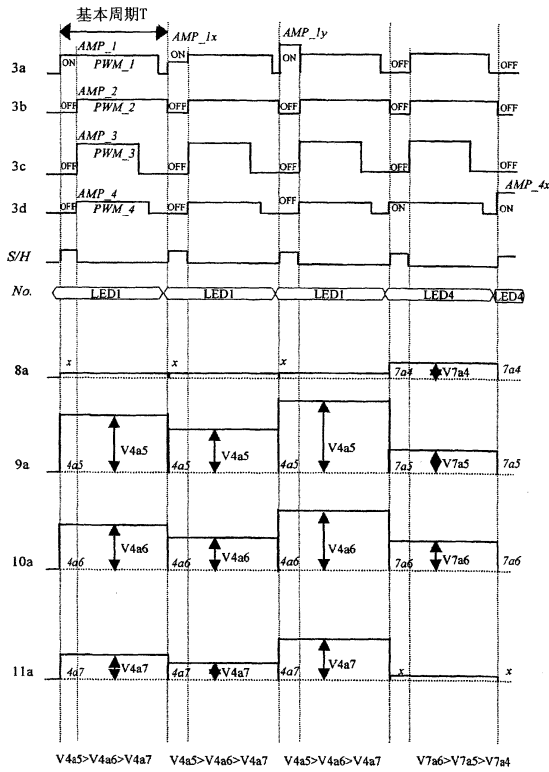 基本周期T
AMP_1 AMP_1x AMP_1y
3a ON PWM_1 ON ON OFF OFF
AMP_2
3b OFF PWM_2 OFF OFF OFF OFF
AMP_3
3c OFF PWM_3 OFF OFF OFF OFF
AMP_4 AMP_4x
3d OFF PWM_4 OFF OFF ON ON
S/H
No. LED1 LED1 LED1 LED4 LED4
8a x x x 7a4 V7a4 7a4
9a 4a5 V4a5 4a5 V4a5 4a5 V4a5 7a5 V7a5 7a5
10a 4a6 V4a6 4a6 V4a6 4a6 V4a6 7a6 V7a6 7a6
11a 4a7 V4a7 4a7 V4a7 4a7 V4a7 x x
V4a5>V4a6>V4a7 V4a5>V4a6>V4a7 V4a5>V4a6>V4a7 V7a6>V7a5>V7a4